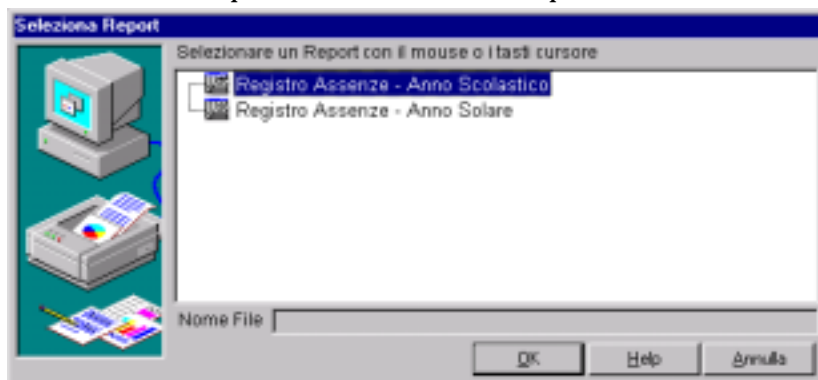 Seleziona Report
Selezionare un Report con il mouse o i tasti cursore
Registro Assenze - Anno Scolastico
Registro Assenze - Anno Solare
Nome File
OK Help Annulla